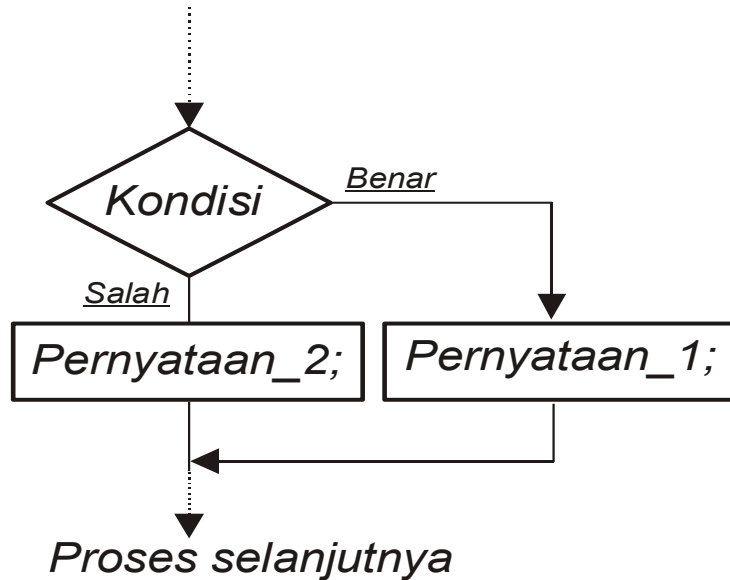 Kondisi
Benar
Salah
Pernyataan_2;
Pernyataan_1;
Proses selanjutnya